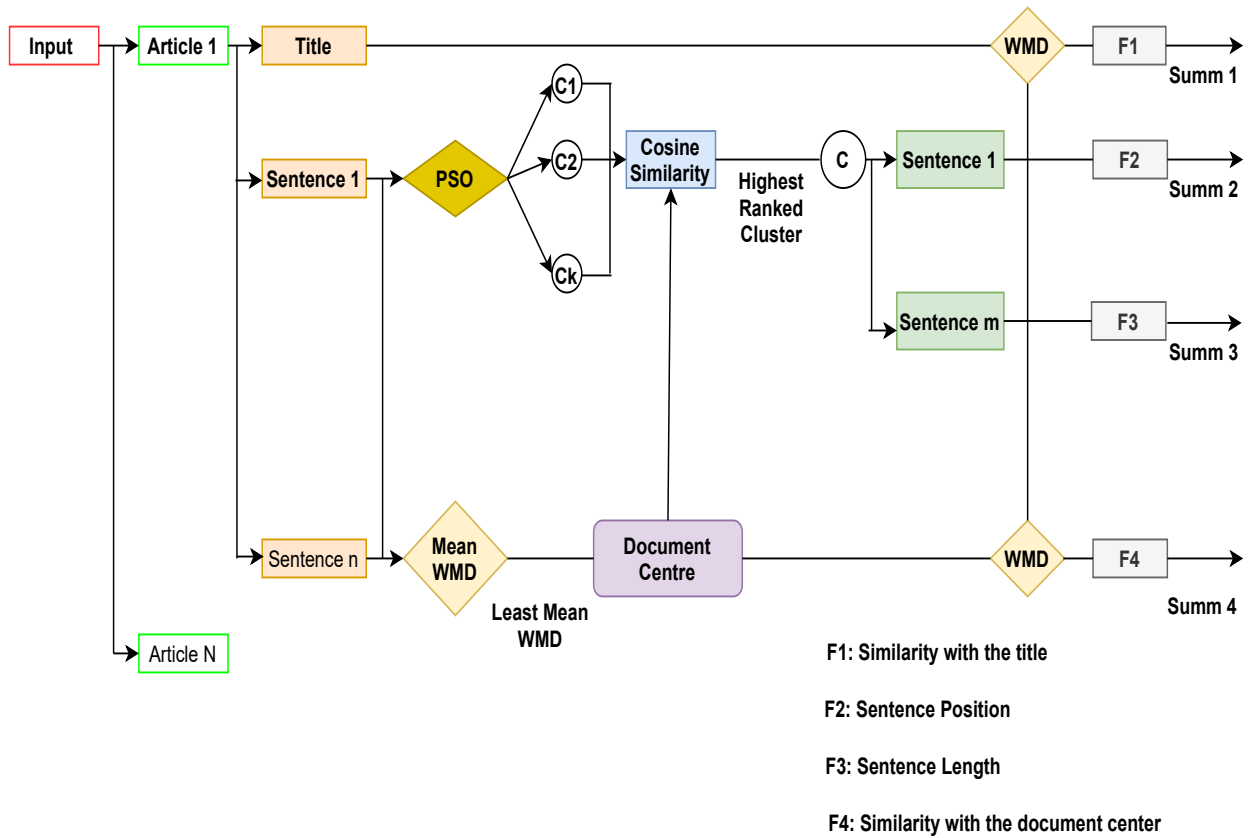 Input
Article 1
Title
WMD
F1
Summ 1
C1
C2
Ck
Sentence 1
PSO
Cosine
Similarity
Highest
Ranked
Cluster
C
Sentence 1
F2
Summ 2
Sentence m
F3
Summ 3
Sentence n
Mean
WMD
Least Mean
WMD
Document
Centre
WMD
F4
Summ 4
Article N
F1: Similarity with the title
F2: Sentence Position
F3: Sentence Length
F4: Similarity with the document center